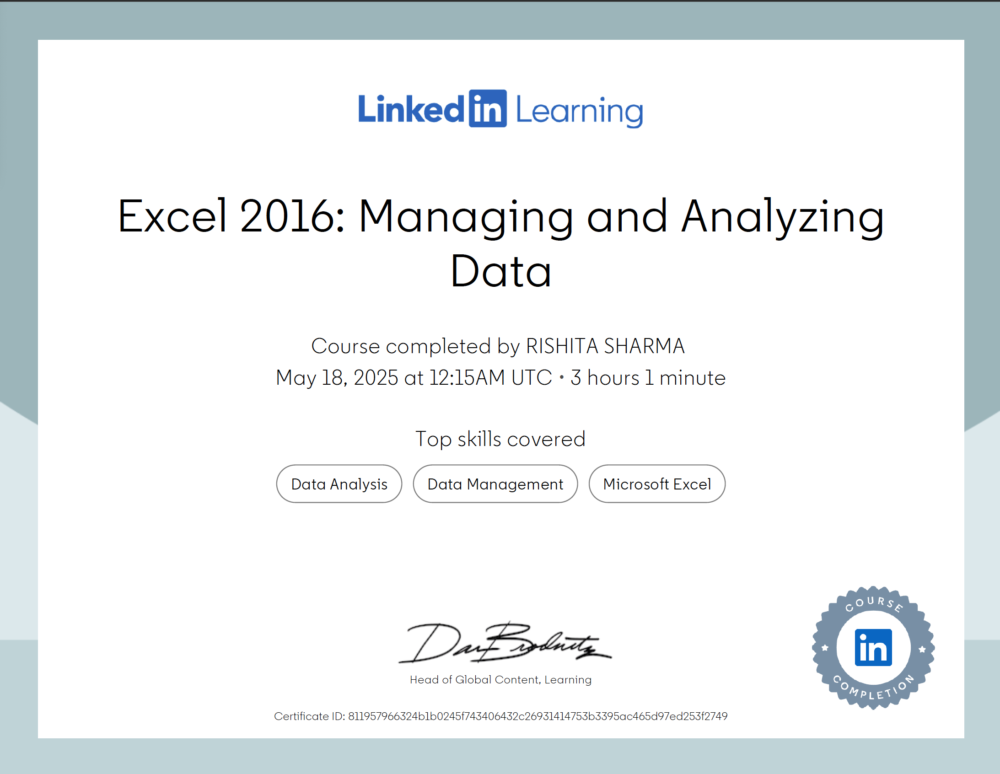 Linked in Learning
Excel 2016: Managing and Analyzing
Data
Course completed by RISHITA SHARMA
May 18, 2025 at 12:15AM UTC • 3 hours 1 minute
Top skills covered
Data Analysis Data Management Microsoft Excel
Dan Brodnitz
Head of Global Content, Learning
Certificate ID: 811957966324b1b0245f743406432c26931414753b3395ac465d97ed253f2749
COURSE
in
COMPLETION